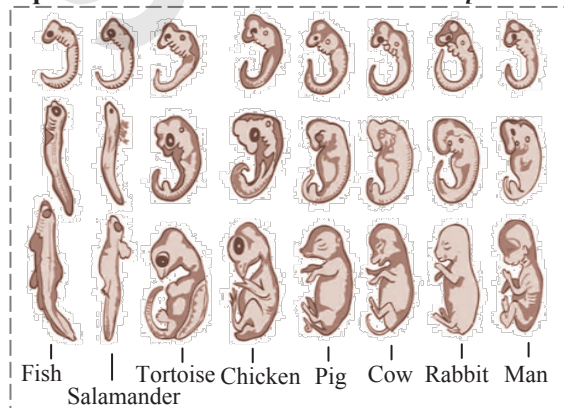 Fish
Salamander
Tortoise
Chicken
Pig
Cow
Rabbit
Man